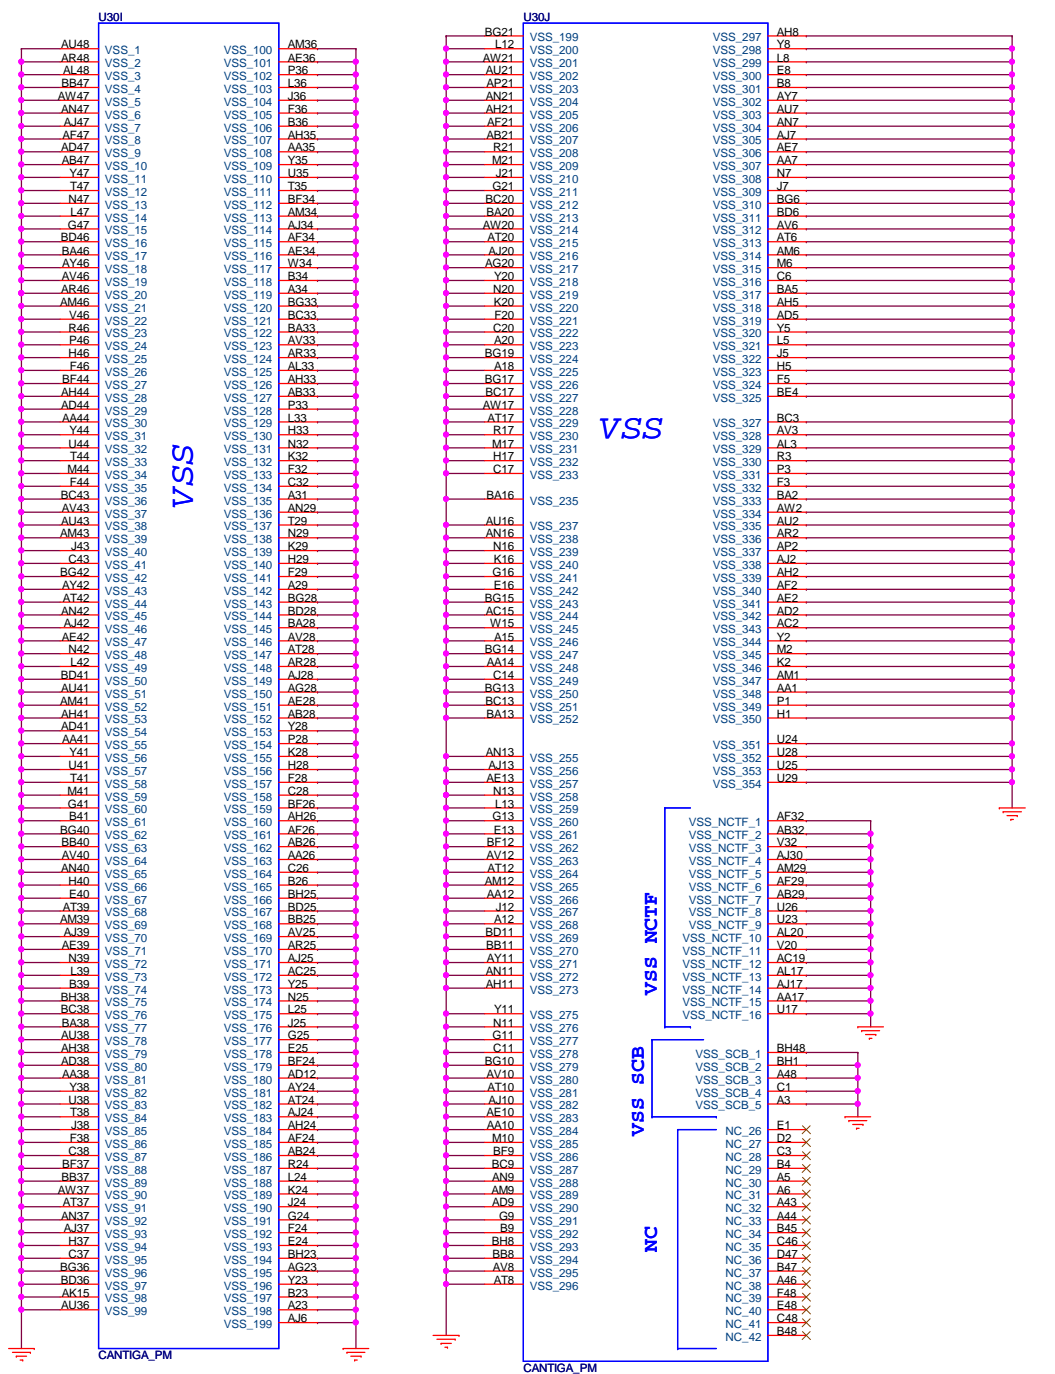 U30I
AU48 VSS_1
AR48 VSS_2
AL48 VSS_3
BB47 VSS_4
AW47 VSS_5
AN47 VSS_6
AJ47 VSS_7
AF47 VSS_8
AD47 VSS_9
AB47 VSS_10
Y47 VSS_11
T47 VSS_12
N47 VSS_13
L47 VSS_14
G47 VSS_15
BD46 VSS_16
BA46 VSS_17
AY46 VSS_18
AV46 VSS_19
AR46 VSS_20
AM46 VSS_21
V46 VSS_22
R46 VSS_23
P46 VSS_24
H46 VSS_25
F46 VSS_26
BF44 VSS_27
AH44 VSS_28
AD44 VSS_29
AA44 VSS_30
Y44 VSS_31
U44 VSS_32
T44 VSS_33
M44 VSS_34
F44 VSS_35
BC43 VSS_36
AV43 VSS_37
AU43 VSS_38
AM43 VSS_39
J43 VSS_40
C43 VSS_41
BG42 VSS_42
AY42 VSS_43
AT42 VSS_44
AN42 VSS_45
AJ42 VSS_46
AE42 VSS_47
N42 VSS_48
L42 VSS_49
BD41 VSS_50
AU41 VSS_51
AM41 VSS_52
AH41 VSS_53
AD41 VSS_54
AA41 VSS_55
Y41 VSS_56
U41 VSS_57
T41 VSS_58
M41 VSS_59
G41 VSS_60
B41 VSS_61
BG40 VSS_62
BB40 VSS_63
AV40 VSS_64
AN40 VSS_65
H40 VSS_66
E40 VSS_67
AT39 VSS_68
AM39 VSS_69
AJ39 VSS_70
AE39 VSS_71
N39 VSS_72
L39 VSS_73
B39 VSS_74
BH38 VSS_75
BC38 VSS_76
BA38 VSS_77
AU38 VSS_78
AH38 VSS_79
AD38 VSS_80
AA38 VSS_81
Y38 VSS_82
U38 VSS_83
T38 VSS_84
J38 VSS_85
F38 VSS_86
C38 VSS_87
BF37 VSS_88
BB37 VSS_89
AW37 VSS_90
AT37 VSS_91
AN37 VSS_92
AJ37 VSS_93
H37 VSS_94
C37 VSS_95
BG36 VSS_96
BD36 VSS_97
AK15 VSS_98
AU36 VSS_99
VSS
VSS_100 AM36
VSS_101 AE36
VSS_102 P36
VSS_103 L36
VSS_104 J36
VSS_105 F36
VSS_106 B36
VSS_107 AH35
VSS_108 AA35
VSS_109 Y35
VSS_110 U35
VSS_111 T35
VSS_112 BF34
VSS_113 AM34
VSS_114 AJ34
VSS_115 AF34
VSS_116 AE34
VSS_117 W34
VSS_118 B34
VSS_119 A34
VSS_120 BG33
VSS_121 BC33
VSS_122 BA33
VSS_123 AV33
VSS_124 AR33
VSS_125 AL33
VSS_126 AH33
VSS_127 AB33
VSS_128 P33
VSS_129 L33
VSS_130 H33
VSS_131 N32
VSS_132 K32
VSS_133 F32
VSS_134 C32
VSS_135 A31
VSS_136 AN29
VSS_137 T29
VSS_138 N29
VSS_139 K29
VSS_140 H29
VSS_141 F29
VSS_142 A29
VSS_143 BG28
VSS_144 BD28
VSS_145 BA28
VSS_146 AV28
VSS_147 AT28
VSS_148 AR28
VSS_149 AJ28
VSS_150 AG28
VSS_151 AE28
VSS_152 AB28
VSS_153 Y28
VSS_154 P28
VSS_155 K28
VSS_156 H28
VSS_157 F28
VSS_158 C28
VSS_159 BF26
VSS_160 AH26
VSS_161 AF26
VSS_162 AB26
VSS_163 AA26
VSS_164 C26
VSS_165 B26
VSS_166 BH25
VSS_167 BD25
VSS_168 BB25
VSS_169 AV25
VSS_170 AR25
VSS_171 AJ25
VSS_172 AC25
VSS_173 Y25
VSS_174 N25
VSS_175 L25
VSS_176 J25
VSS_177 G25
VSS_178 E25
VSS_179 BF24
VSS_180 AD12
VSS_181 AY24
VSS_182 AT24
VSS_183 AJ24
VSS_184 AH24
VSS_185 AF24
VSS_186 AB24
VSS_187 R24
VSS_188 L24
VSS_189 K24
VSS_190 J24
VSS_191 G24
VSS_192 F24
VSS_193 E24
VSS_194 BH23
VSS_195 AG23
VSS_196 Y23
VSS_197 B23
VSS_198 A23
VSS_199 AJ6
CANTIGA_PM
U30J
BG21 VSS_199
L12 VSS_200
AW21 VSS_201
AU21 VSS_202
AP21 VSS_203
AN21 VSS_204
AH21 VSS_205
AF21 VSS_206
AB21 VSS_207
R21 VSS_208
M21 VSS_209
J21 VSS_210
G21 VSS_211
BC20 VSS_212
BA20 VSS_213
AW20 VSS_214
AT20 VSS_215
AJ20 VSS_216
AG20 VSS_217
Y20 VSS_218
N20 VSS_219
K20 VSS_220
F20 VSS_221
C20 VSS_222
A20 VSS_223
BG19 VSS_224
A18 VSS_225
BG17 VSS_226
BC17 VSS_227
AW17 VSS_228
AT17 VSS_229
R17 VSS_230
M17 VSS_231
H17 VSS_232
C17 VSS_233
BA16 VSS_235
AU16 VSS_237
AN16 VSS_238
N16 VSS_239
K16 VSS_240
G16 VSS_241
E16 VSS_242
BG15 VSS_243
AC15 VSS_244
W15 VSS_245
A15 VSS_246
BG14 VSS_247
AA14 VSS_248
C14 VSS_249
BG13 VSS_250
BC13 VSS_251
BA13 VSS_252
AN13 VSS_255
AJ13 VSS_256
AE13 VSS_257
N13 VSS_258
L13 VSS_259
G13 VSS_260
E13 VSS_261
BF12 VSS_262
AV12 VSS_263
AT12 VSS_264
AM12 VSS_265
AA12 VSS_266
J12 VSS_267
A12 VSS_268
BD11 VSS_269
BB11 VSS_270
AY11 VSS_271
AN11 VSS_272
AH11 VSS_273
Y11 VSS_275
N11 VSS_276
G11 VSS_277
C11 VSS_278
BG10 VSS_279
AV10 VSS_280
AT10 VSS_281
AJ10 VSS_282
AE10 VSS_283
AA10 VSS_284
M10 VSS_285
BF9 VSS_286
BC9 VSS_287
AN9 VSS_288
AM9 VSS_289
AD9 VSS_290
G9 VSS_291
B9 VSS_292
BH8 VSS_293
BB8 VSS_294
AV8 VSS_295
AT8 VSS_296
VSS
VSS_297 AH8
VSS_298 Y8
VSS_299 L8
VSS_300 E8
VSS_301 B8
VSS_302 AY7
VSS_303 AU7
VSS_304 AN7
VSS_305 AJ7
VSS_306 AE7
VSS_307 AA7
VSS_308 N7
VSS_309 J7
VSS_310 BG6
VSS_311 BD6
VSS_312 AV6
VSS_313 AT6
VSS_314 AM6
VSS_315 M6
VSS_316 C6
VSS_317 BA5
VSS_318 AH5
VSS_319 AD5
VSS_320 Y5
VSS_321 L5
VSS_322 J5
VSS_323 H5
VSS_324 F5
VSS_325 BE4
VSS_327 BC3
VSS_328 AV3
VSS_329 AL3
VSS_330 R3
VSS_331 P3
VSS_332 F3
VSS_333 BA2
VSS_334 AW2
VSS_335 AU2
VSS_336 AR2
VSS_337 AP2
VSS_338 AJ2
VSS_339 AH2
VSS_340 AF2
VSS_341 AE2
VSS_342 AD2
VSS_343 AC2
VSS_344 Y2
VSS_345 M2
VSS_346 K2
VSS_347 AM1
VSS_348 AA1
VSS_349 P1
VSS_350 H1
VSS_351 U24
VSS_352 U28
VSS_353 U25
VSS_354 U29
VSS NCTF
VSS_NCTF_1 AF32
VSS_NCTF_2 AB32
VSS_NCTF_3 V32
VSS_NCTF_4 AJ30
VSS_NCTF_5 AM29
VSS_NCTF_6 AF29
VSS_NCTF_7 AB29
VSS_NCTF_8 U26
VSS_NCTF_9 U23
VSS_NCTF_10 AL20
VSS_NCTF_11 V20
VSS_NCTF_12 AC19
VSS_NCTF_13 AL17
VSS_NCTF_14 AJ17
VSS_NCTF_15 AA17
VSS_NCTF_16 U17
VSS SCB
VSS_SCB_1 BH48
VSS_SCB_2 BH1
VSS_SCB_3 A48
VSS_SCB_4 C1
VSS_SCB_5 A3
NC
NC_26 E1
NC_27 D2
NC_28 C3
NC_29 B4
NC_30 A5
NC_31 A6
NC_32 A43
NC_33 A44
NC_34 B45
NC_35 C46
NC_36 D47
NC_37 B47
NC_38 A46
NC_39 F48
NC_40 E48
NC_41 C48
NC_42 B48
CANTIGA_PM